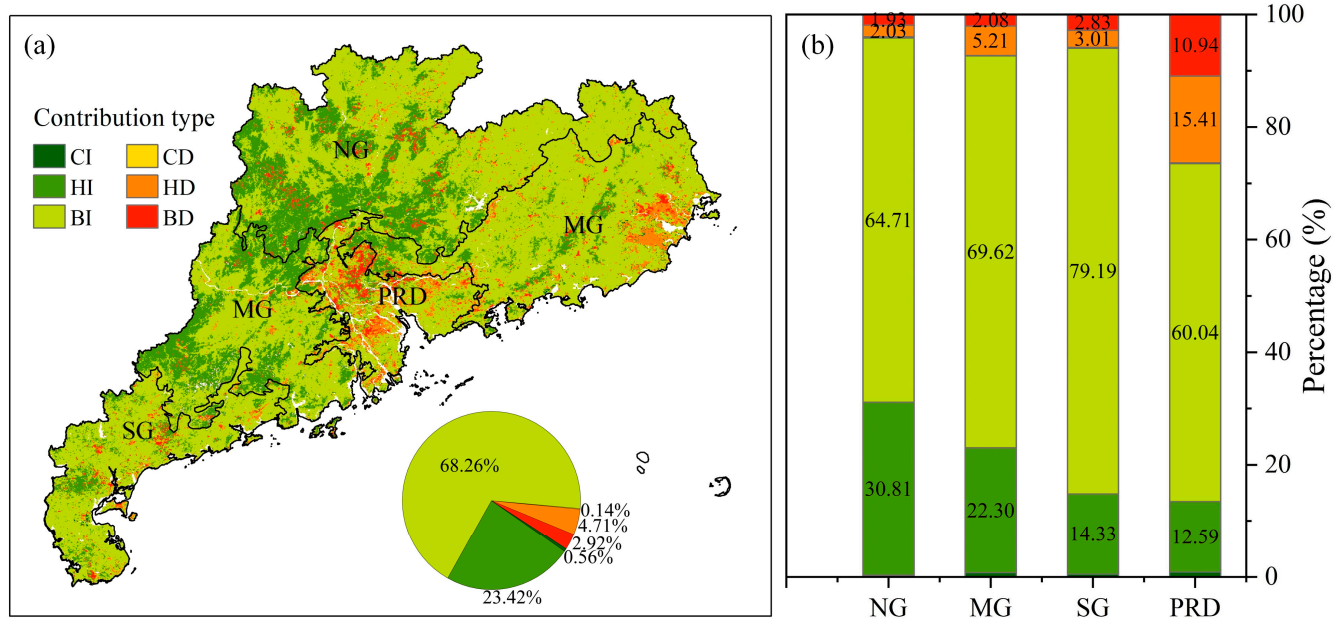 (a)
Contribution type
CI CD
HI HD
BI BD
NG
MG
PRD
MG
SG
68.26%
0.14%
4.71%
2.92%
0.56%
23.42%
(b)
1.93 2.08 2.83 10.94
2.03 5.21 3.01 15.41
64.71 69.62 79.19 60.04
30.81 22.30 14.33 12.59
100
80
60
40
20
0
Percentage (%)
NG MG SG PRD